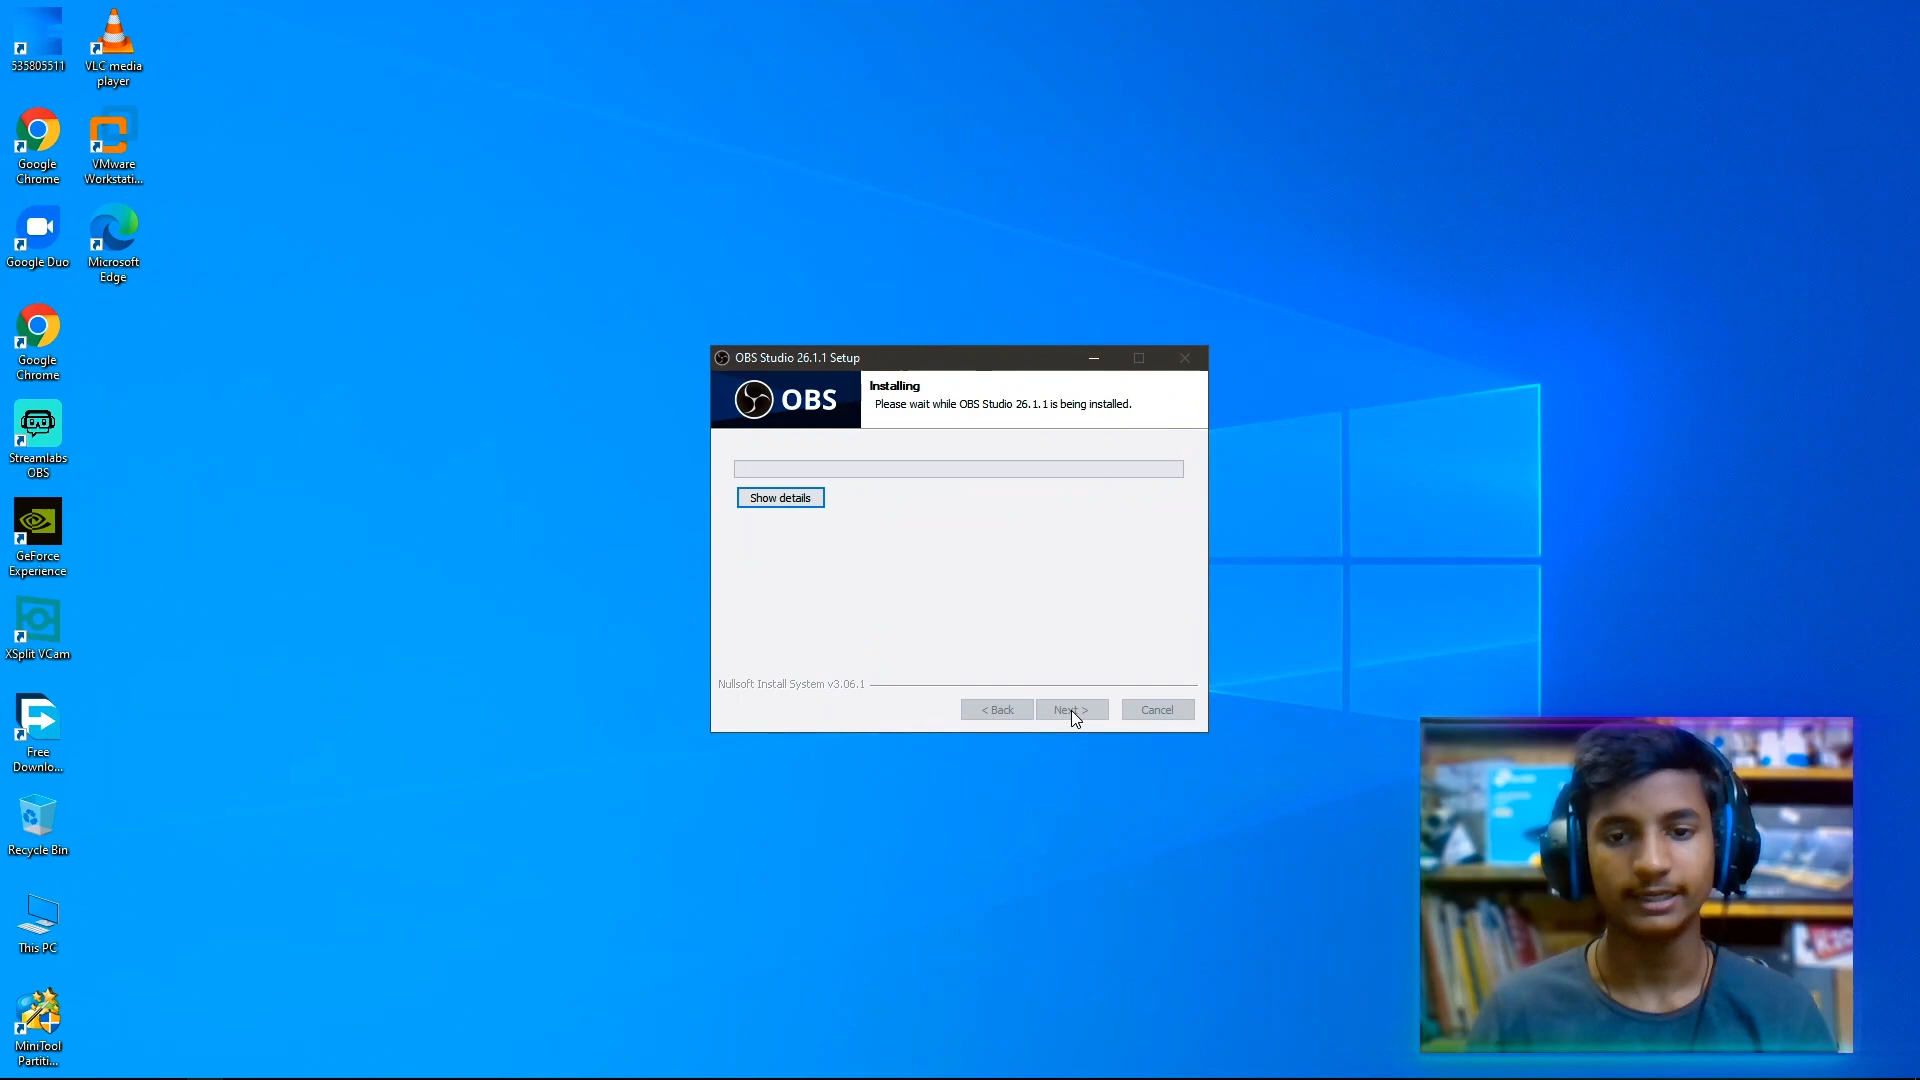 535805511
VLC media
player
Google
Chrome
VMware
Workstati...
Google Duo
Microsoft
Edge
Google
Chrome
Streamlabs
OBS
GeForce
Experience
XSplit VCam
Free
Downlo...
Recycle Bin
This PC
MiniTool
Partiti...
OBS Studio 26.1.1 Setup
OBS
Installing
Please wait while OBS Studio 26.1.1 is being installed.
Show details
Nullsoft Install System v3.06.1
< Back
Next >
Cancel